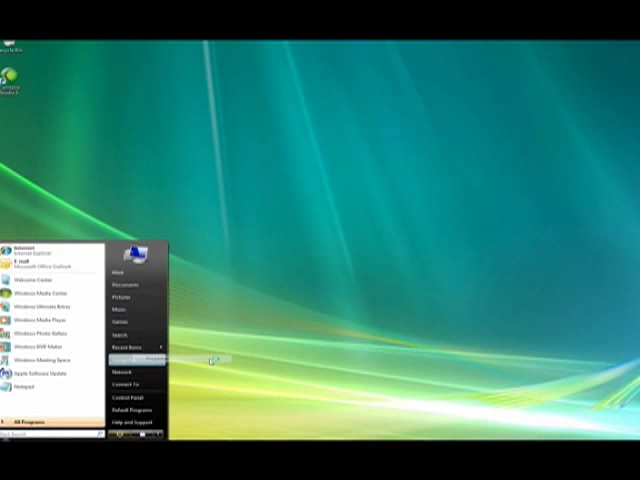 Recycle Bin
Internet
Internet Explorer
E-mail
Microsoft Office Outlook
Welcome Center
Windows Media Center
Windows Ultimate Extras
Windows Media Player
Windows Photo Gallery
Windows DVD Maker
Windows Meeting Space
Apple Software Update
Notepad
All Programs
Mark
Documents
Pictures
Music
Games
Search
Recent Items
Network
Connect To
Control Panel
Default Programs
Help and Support